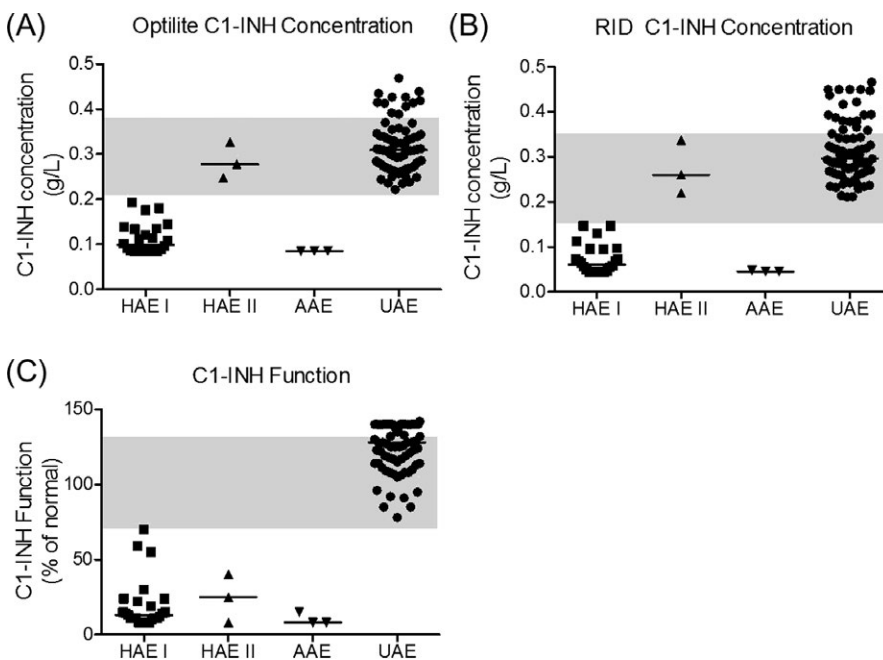 (A)
Optilite C1-INH Concentration
C1-INH concentration
(g/L)
0.5
0.4
0.3
0.2
0.1
0.0
HAE I HAE II AAE UAE
(B)
RID C1-INH Concentration
C1-INH concentration
(g/L)
0.5
0.4
0.3
0.2
0.1
0.0
HAE I HAE II AAE UAE
(C)
C1-INH Function
C1-INH Function
(% of normal)
150
100
50
0
HAE I HAE II AAE UAE